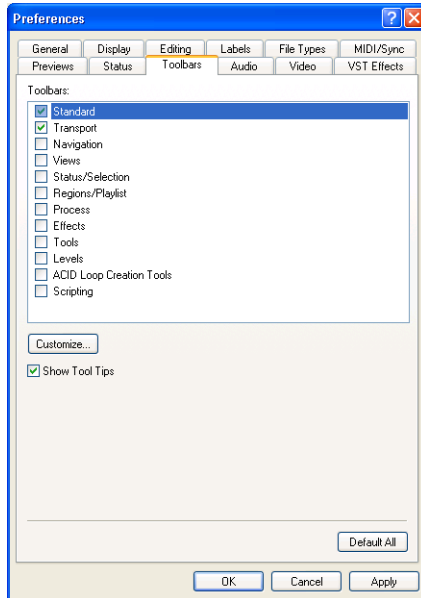 Preferences
General Display Editing Labels File Types MIDI/Sync
Previews Status Toolbars Audio Video VST Effects
Toolbars:
Standard
Transport
Navigation
Views
Status/Selection
Regions/Playlist
Process
Effects
Tools
Levels
ACID Loop Creation Tools
Scripting
Customize...
Show Tool Tips
Default All
OK Cancel Apply